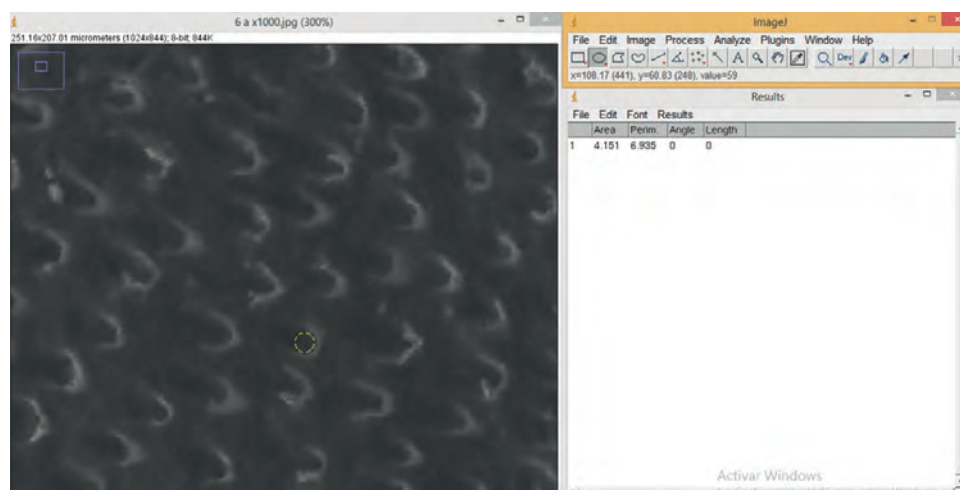 6 a x1000.jpg (300%)
251.16x207.01 micrometers (1024x844); 8-bit; 844K
ImageJ
File Edit Image Process Analyze Plugins Window Help
A Dev
x=108.17 (441), y=60.83 (248), value=59
Results
File Edit Font Results
Area Perim. Angle Length
1 4.151 6.935 0 0
Activar Windows